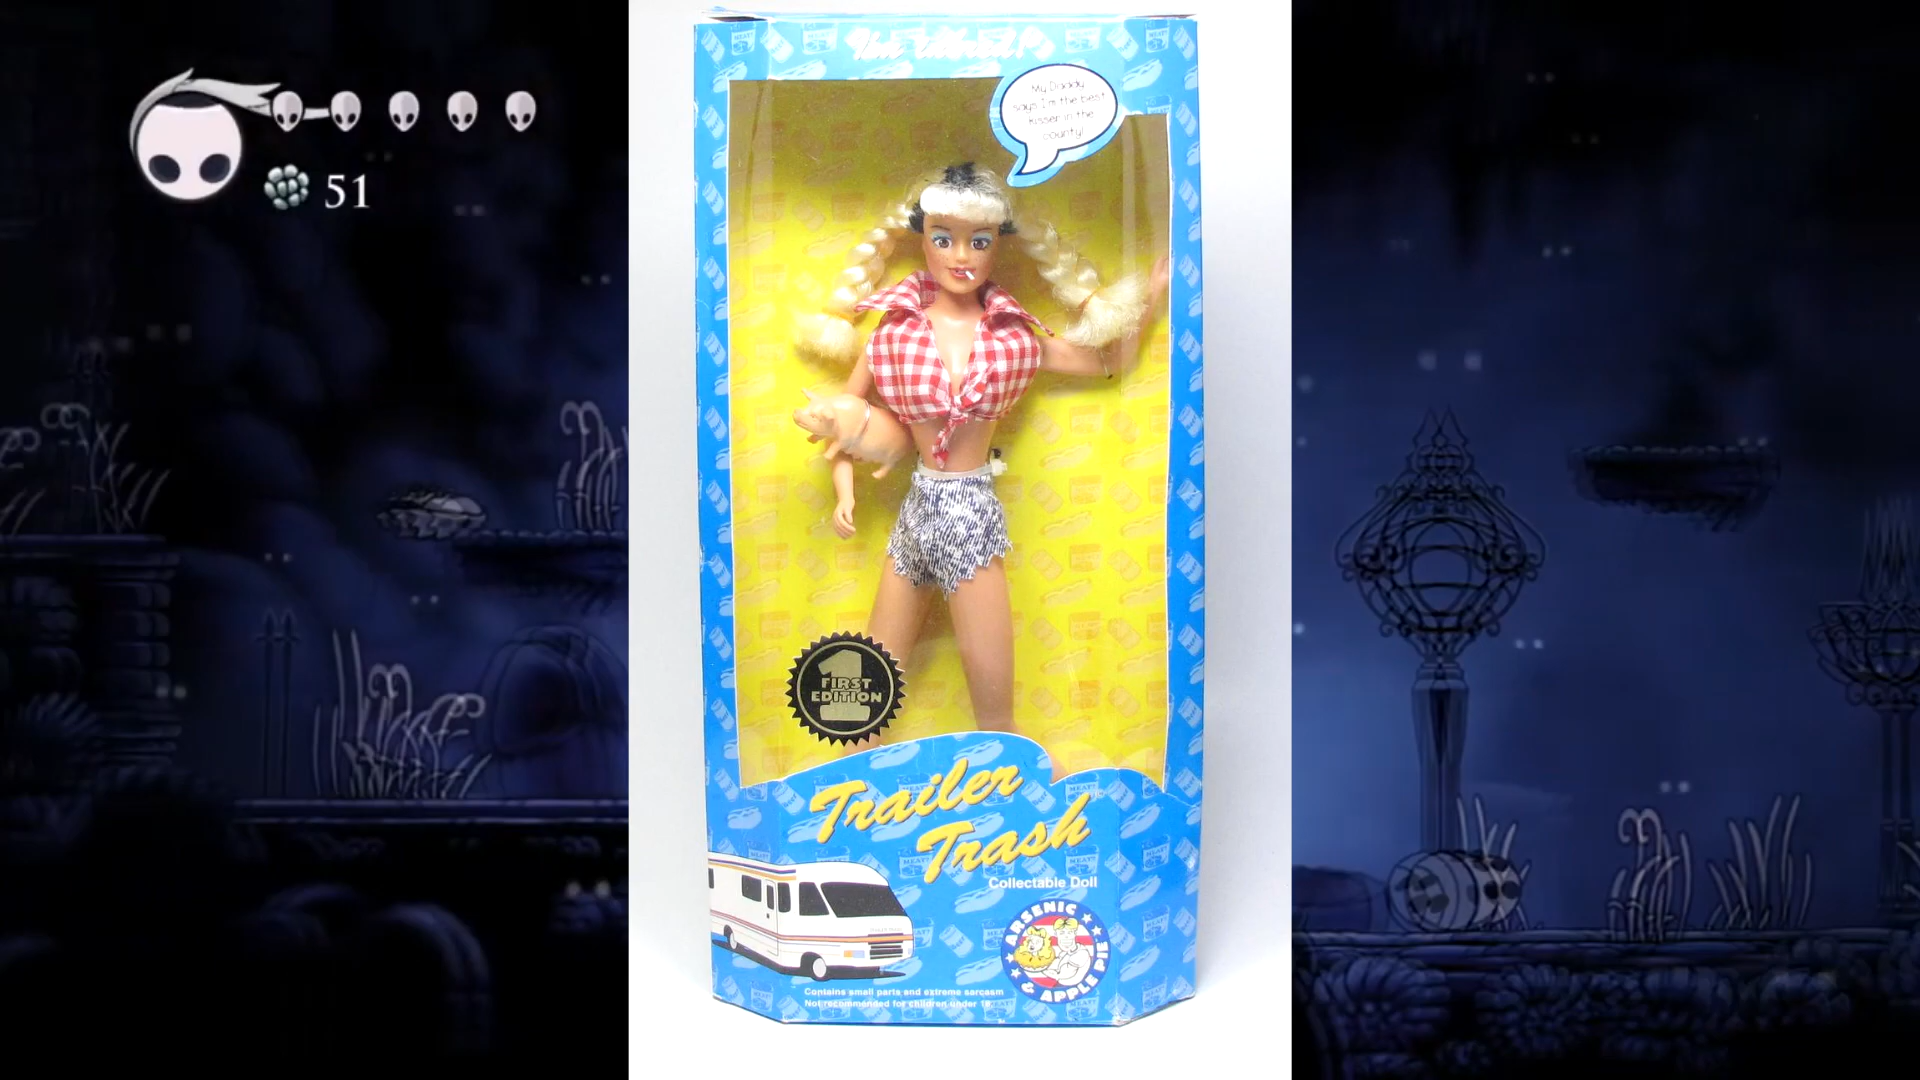 51
My Daddy
says I'm the best
kisser in the
county!
1
FIRST
EDITION
Trailer
Trash
Collectable Doll
ARSENIC
& APPLE PIE
Contains small parts and extreme sarcasm
Not recommended for children under 18
MEAT?